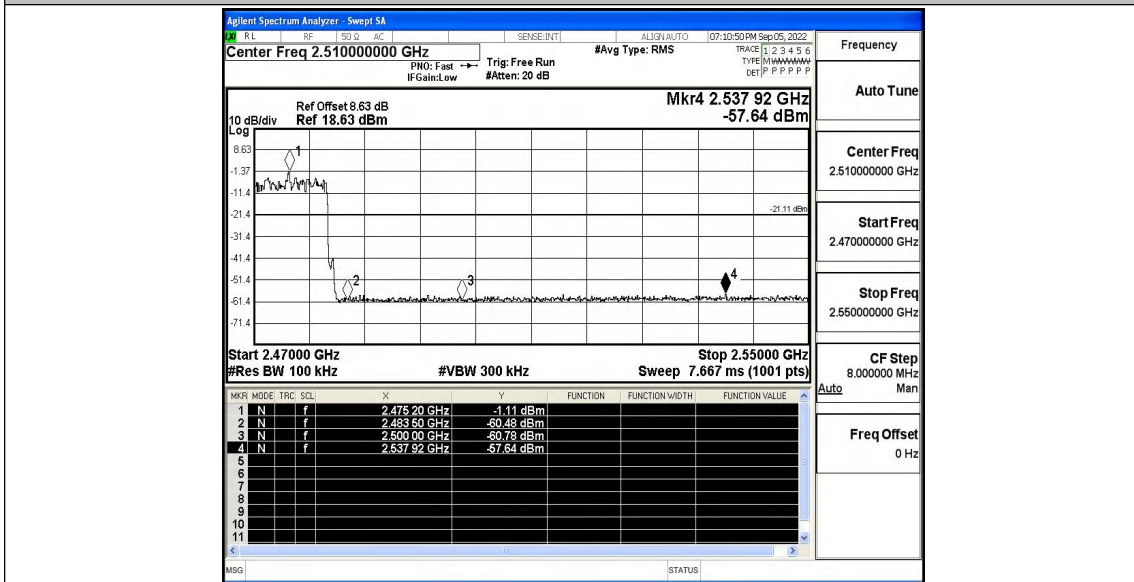 Agilent Spectrum Analyzer - Swept SA
LXI RL RF 50 Ω AC SENSE:INT ALIGN AUTO 07:10:50 PM Sep 05, 2022
Center Freq 2.510000000 GHz
PNO: Fast
IFGain:Low
Trig: Free Run
#Atten: 20 dB
#Avg Type: RMS
TRACE 1 2 3 4 5 6
TYPE MWWWWW
DET P P P P P P
Mkr4 2.537 92 GHz
-57.64 dBm
Ref Offset 8.63 dB
10 dB/div Ref 18.63 dBm
Log
8.63
-1.37
-11.4
-21.4
-31.4
-41.4
-51.4
-61.4
-71.4
1
2
3
4
-21.11 dBm
Start 2.47000 GHz Stop 2.55000 GHz
#Res BW 100 kHz #VBW 300 kHz Sweep 7.667 ms (1001 pts)
MKR MODE TRC SCL X Y FUNCTION FUNCTION WIDTH FUNCTION VALUE
1 N f 2.475 20 GHz -1.11 dBm
2 N f 2.483 50 GHz -60.48 dBm
3 N f 2.500 00 GHz -60.78 dBm
4 N f 2.537 92 GHz -57.64 dBm
5
6
7
8
9
10
11
MSG STATUS
Frequency
Auto Tune
Center Freq
2.510000000 GHz
Start Freq
2.470000000 GHz
Stop Freq
2.550000000 GHz
CF Step
8.000000 MHz
Auto Man
Freq Offset
0 Hz